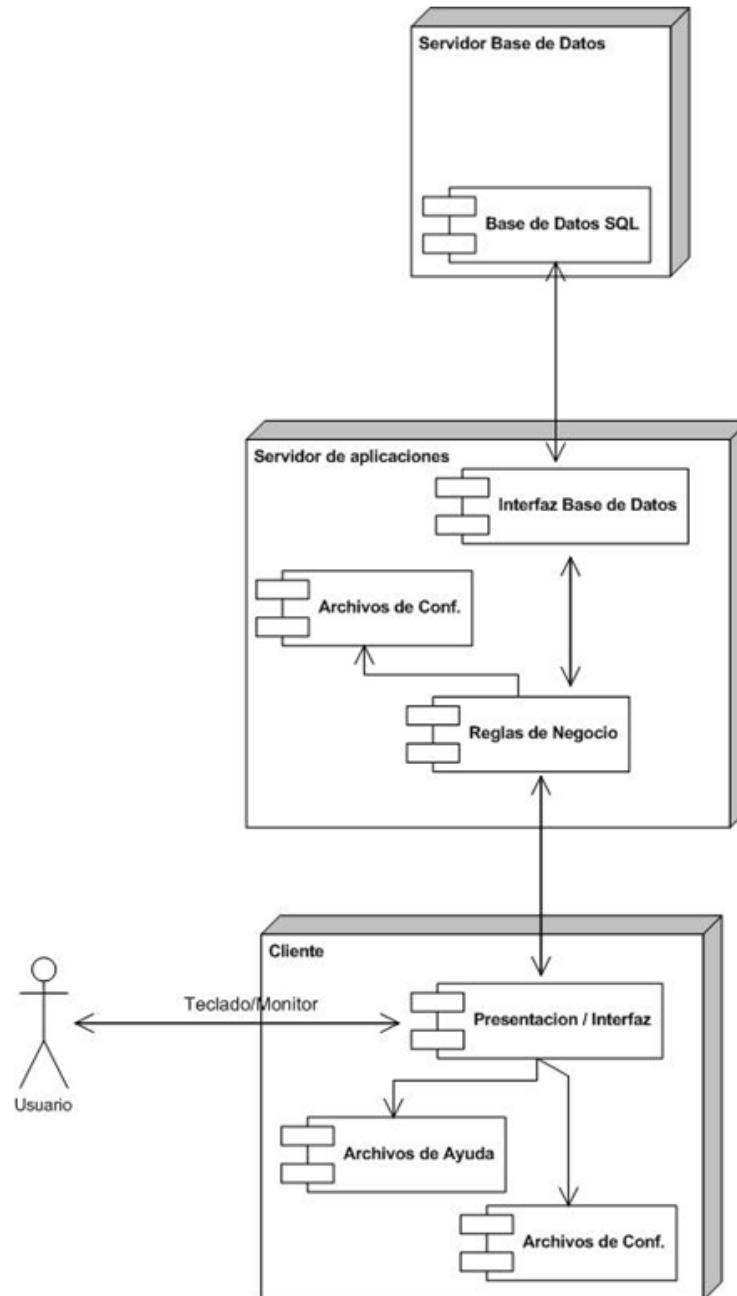 Servidor Base de Datos
Base de Datos SQL
Servidor de aplicaciones
Interfaz Base de Datos
Archivos de Conf.
Reglas de Negocio
Cliente
Teclado/Monitor
Presentacion / Interfaz
Usuario
Archivos de Ayuda
Archivos de Conf.